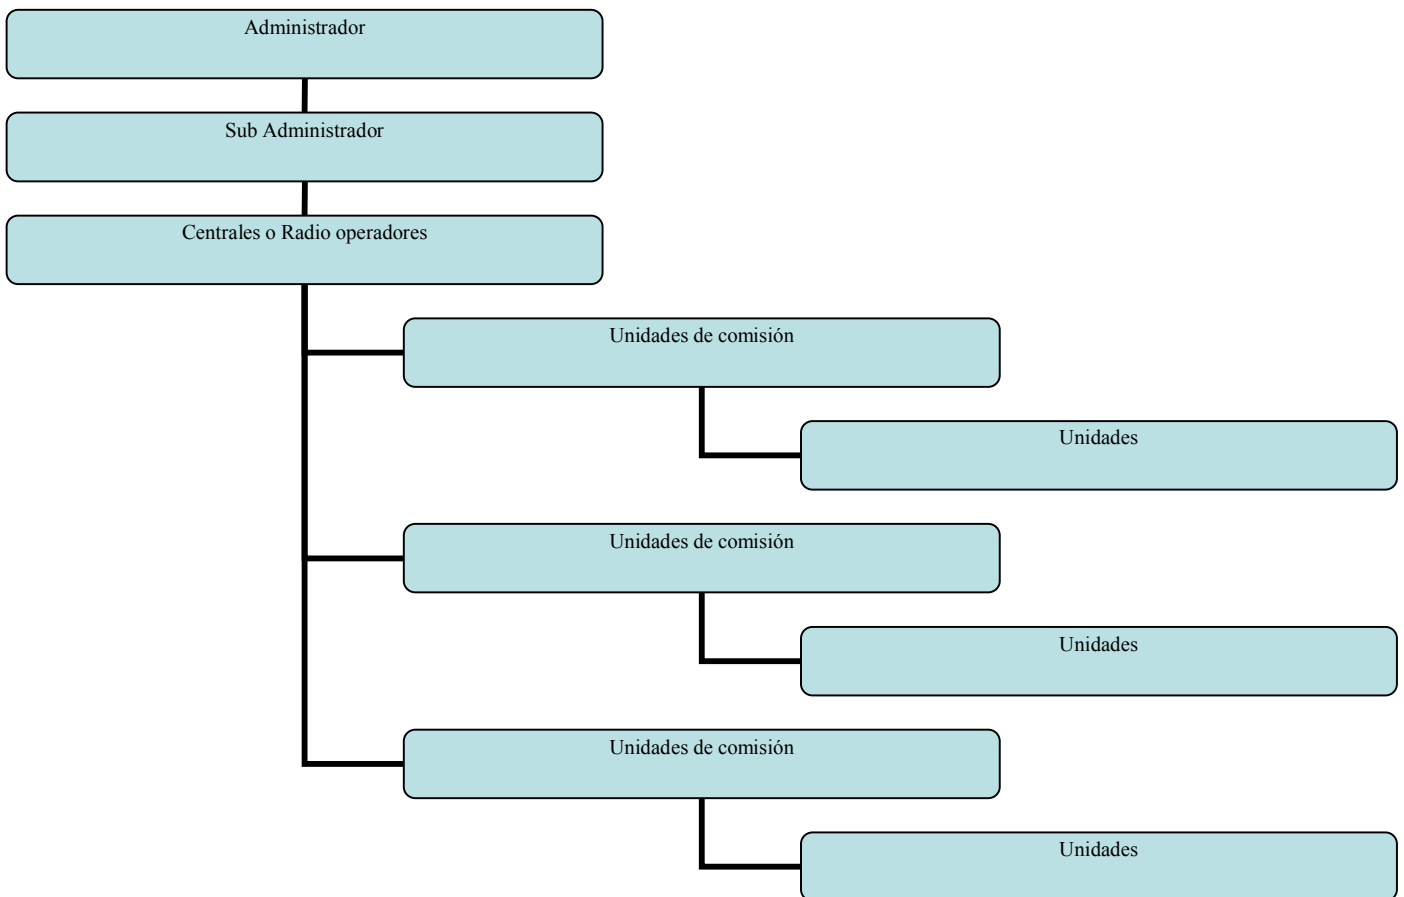 Administrador
Sub Administrador
Centrales o Radio operadores
Unidades de comisión
Unidades
Unidades de comisión
Unidades
Unidades de comisión
Unidades